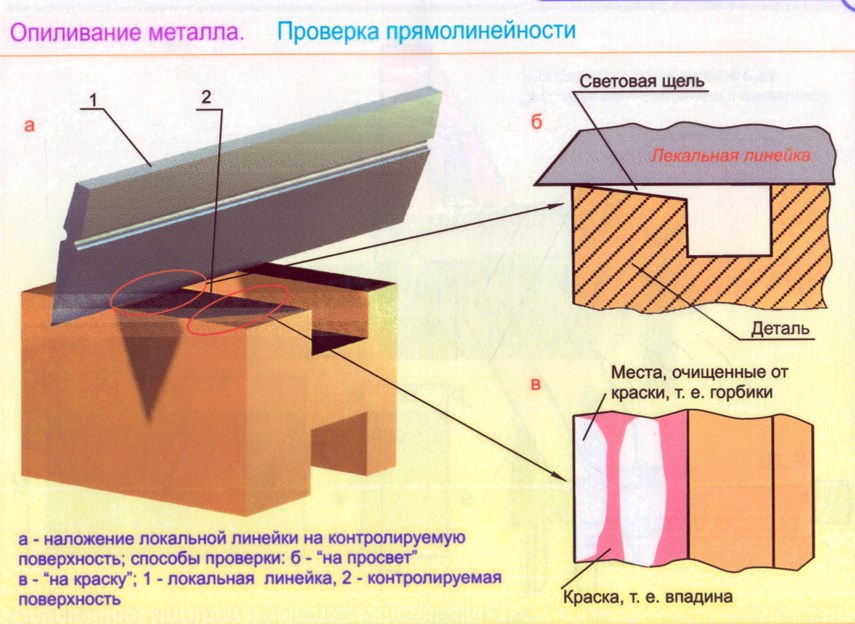 Опиливание металла. Проверка прямолинейности
1
2
а
б
Световая щель
Лекальная линейка
Деталь
в
Места, очищенные от
краски, т. е. горбики
Краска, т. е. впадина
а - наложение локальной линейки на контролируемую
поверхность; способы проверки: б - “на просвет”
в - “на краску”; 1 - локальная линейка, 2 - контролируемая
поверхность